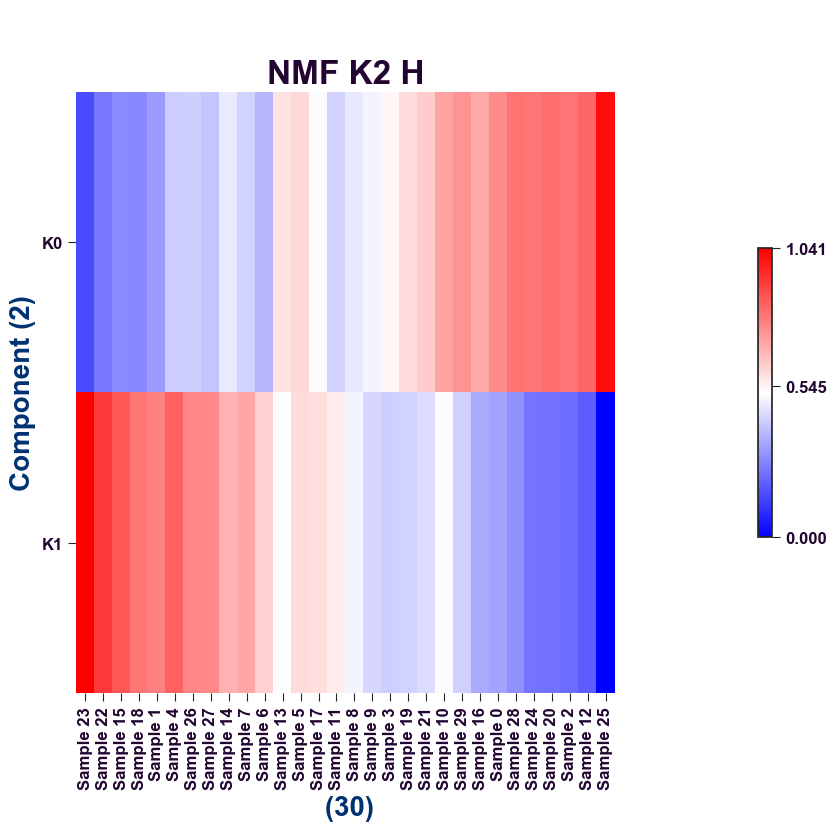 NMF K2 H
K0
K1
Component (2)
1.041
0.545
0.000
Sample 23
Sample 22
Sample 15
Sample 18
Sample 1
Sample 4
Sample 26
Sample 27
Sample 14
Sample 7
Sample 6
Sample 13
Sample 5
Sample 17
Sample 11
Sample 8
Sample 9
Sample 3
Sample 19
Sample 21
Sample 10
Sample 29
Sample 16
Sample 0
Sample 28
Sample 24
Sample 20
Sample 2
Sample 12
Sample 25
(30)